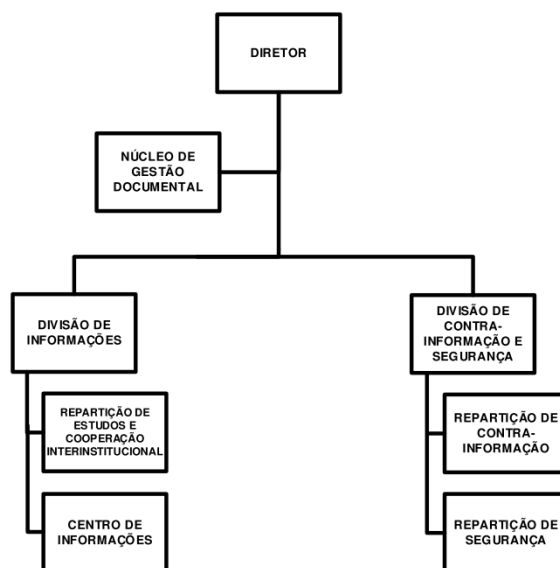 DIRETOR
NÚCLEO DE
GESTÃO
DOCUMENTAL
DIVISÃO DE
INFORMAÇÕES
REPARTIÇÃO DE
ESTUDOS E
COOPERAÇÃO
INTERINSTITUCIONAL
CENTRO DE
INFORMAÇÕES
DIVISÃO DE
CONTRA-
INFORMAÇÃO E
SEGURANÇA
REPARTIÇÃO DE
CONTRA-
INFORMAÇÃO
REPARTIÇÃO DE
SEGURANÇA